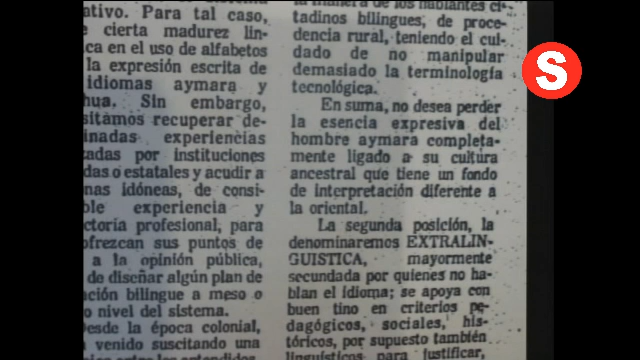 ativo. Para tal caso,
e cierta madurez lin-
ca en el uso de alfabetos
la expresión escrita de
idiomas aymara y
hua. Sin embargo,
sitámos recuperar de-
inadas experiencias
adas por instituciones
das o estatales y acudir a
nas idóneas, de consi-
ble experiencia y
ctoria profesional, para
ofrezcan sus puntos de
a la opinión pública,
de diseñar algún plan de
ación bilingue a meso o
o nivel del sistema.
Desde la época colonial,
venido suscitando una
la manera de los hablantes ci-
tadinos bilingues, de proce-
dencia rural, teniendo el cui-
dado de no manipular
demasiado la terminología
tecnológica.
En suma, no desea perder
la esencia expresiva del
hombre aymara completa-
mente ligado a su cultura
ancestral que tiene un fondo
de interpretación diferente a
la oriental.
La segunda posición, la
denominaremos EXTRALIN-
GUISTICA, mayormente
secundada por quienes no ha-
blan el idioma; se apoya con
buen tino en criterios pe-
dagógicos, sociales, his-
tóricos, por supuesto también
linguísticos para justificar,
S